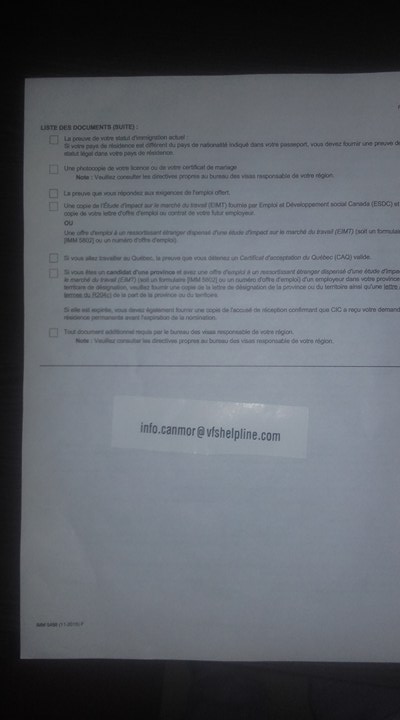 LISTE DES DOCUMENTS (SUITE) :
La preuve de votre statut d'immigration actuel :
Si votre pays de résidence est différent du pays de nationalité indiqué dans votre passeport, vous devez fournir une preuve de
statut légal dans votre pays de résidence.
Une photocopie de votre licence ou de votre certificat de mariage
Note : Veuillez consulter les directives propres au bureau des visas responsable de votre région.
La preuve que vous répondez aux exigences de l'emploi offert.
Une copie de l'Étude d'impact sur le marché du travail (EIMT) fournie par Emploi et Développement social Canada (ESDC) et
copie de votre lettre d'offre d'emploi ou contrat de votre futur employeur.
OU
Une offre d'emploi à un ressortissant étranger dispensé d'une étude d'impact sur le marché du travail (EIMT) (soit un formulai
[IMM 5802] ou un numéro d'offre d'emploi).
Si vous allez travailler au Québec, la preuve que vous détenez un Certificat d'acceptation du Québec (CAQ) valide.
Si vous êtes un candidat d'une province et avez une offre d'emploi à un ressortissant étranger dispensé d'une étude d'impac
le marché du travail (EIMT) (soit un formulaire [IMM 5802] ou un numéro d'offre d'emploi) d'un employeur dans votre province
territoire de désignation, veuillez fournir une copie de la lettre de désignation de la province ou du territoire ainsi qu'une lettre
termes du R204c) de la part de la province ou du territoire.
Si elle est expirée, vous devez également fournir une copie de l'accusé de réception confirmant que CIC a reçu votre demand
résidence permanente avant l'expiration de la nomination.
Tout document additionnel requis par le bureau des visas responsable de votre région.
Note : Veuillez consulter les directives propres au bureau des visas responsable de votre région.
info.canmor@vfshelpline.com
IMM (11-2015) F